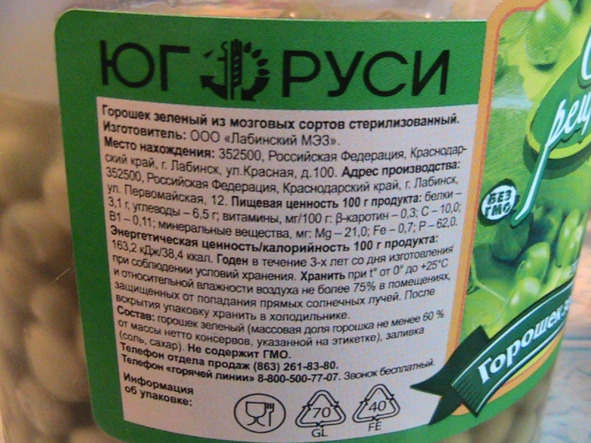 ЮГ РУСИ
Горошек зеленый из мозговых сортов стерилизованный.
Изготовитель: ООО «Лабинский МЭЗ».
Место нахождения: 352500, Российская Федерация, Краснодар-
ский край, г. Лабинск, ул.Красная, д.100. Адрес производства:
352500, Российская Федерация, Краснодарский край, г. Лабинск,
ул. Первомайская, 12. Пищевая ценность 100 г продукта: белки –
3,1 г, углеводы – 6,5 г; витамины, мг/100 г: β-каротин – 0,3; С – 10,0;
В1 – 0,11; минеральные вещества, мг: Mg – 21,0; Fe – 0,7; P – 62,0.
Энергетическая ценность/калорийность 100 г продукта:
163,2 кДж/38,4 ккал. Годен в течение 3-х лет со дня изготовления
при соблюдении условий хранения. Хранить при t° от 0° до +25°С
и относительной влажности воздуха не более 75% в помещениях,
защищенных от попадания прямых солнечных лучей. После
вскрытия упаковку хранить в холодильнике.
Состав: горошек зеленый (массовая доля горошка не менее 60 %
от массы нетто консервов, указанной на этикетке), заливка
(соль, сахар). Не содержит ГМО.
Телефон отдела продаж (863) 261-83-80.
Телефон «горячей линии» 8-800-500-77-07. Звонок бесплатный.
Информация
об упаковке:
70
GL
40
FE
БЕЗ
ГМО
Горошек